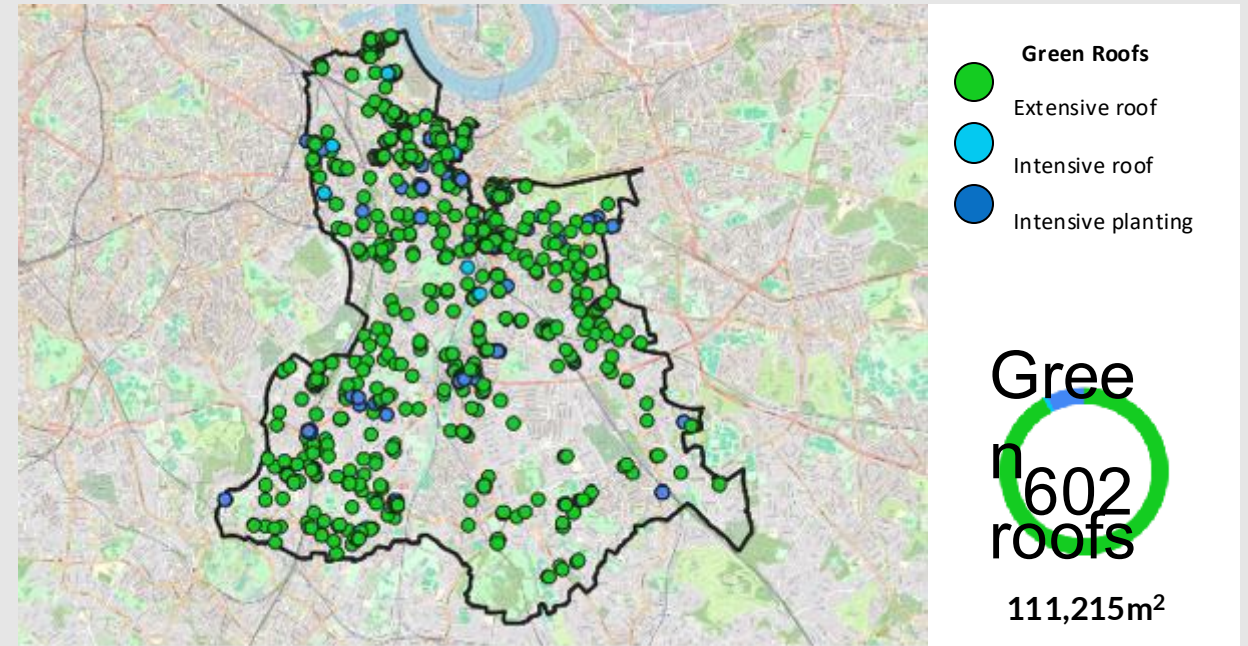 Green Roofs
Extensive roof
Intensive roof
Intensive planting
Gree
n
602
roofs
111,215m²